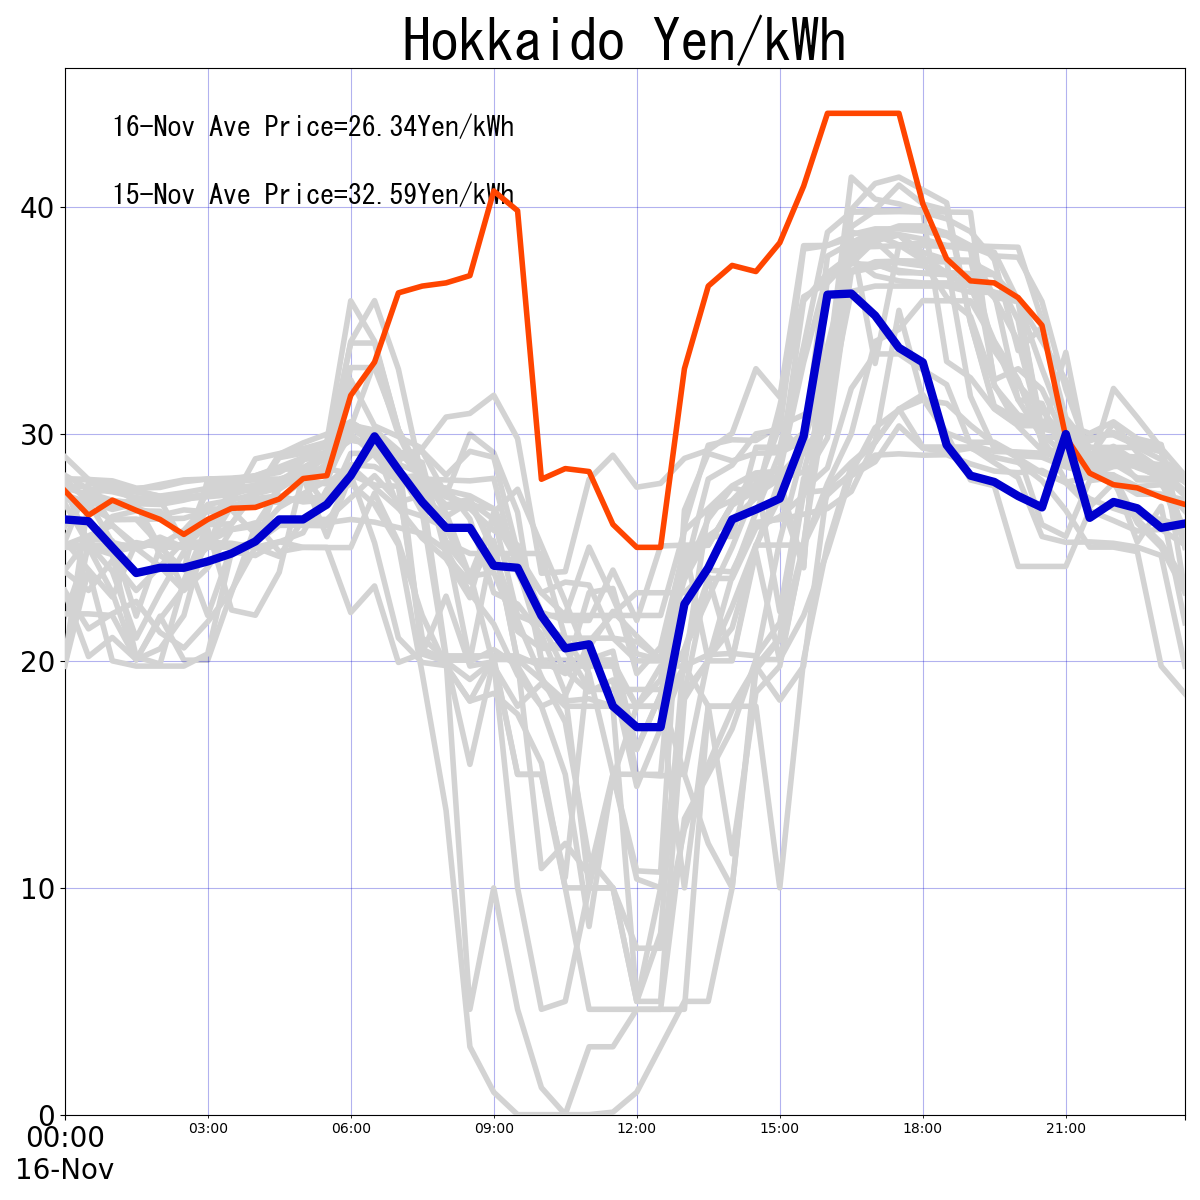 Hokkaido Yen/kWh
16-Nov Ave Price=26.34Yen/kWh
15-Nov Ave Price=32.59Yen/kWh
40
30
20
10
0
00:00 03:00 06:00 09:00 12:00 15:00 18:00 21:00
16-Nov